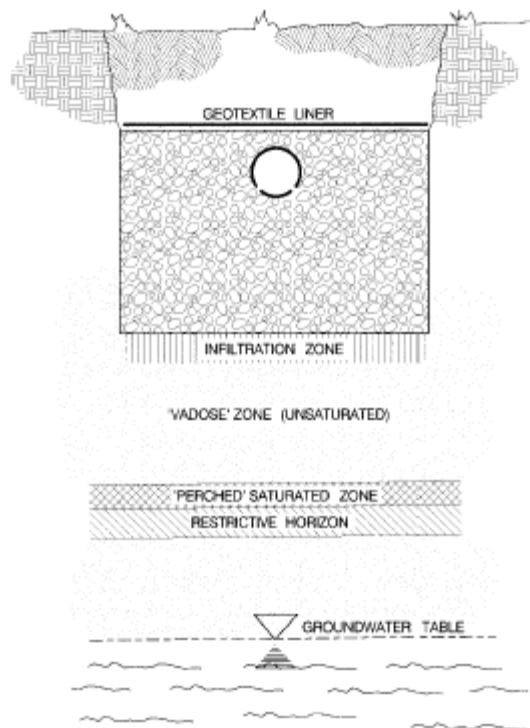 GEOTEXTILE LINER
INFILTRATION ZONE
'VADOSE' ZONE (UNSATURATED)
'PERCHED' SATURATED ZONE
RESTRICTIVE HORIZON
GROUNDWATER TABLE